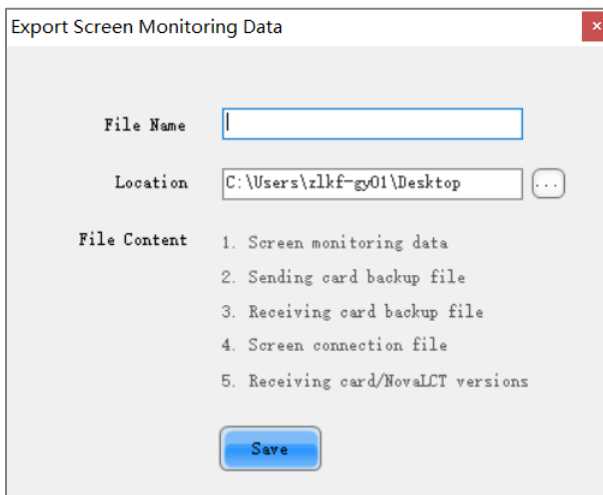 Export Screen Monitoring Data
File Name
Location C:\Users\zlkf-gy01\Desktop ...
File Content 1. Screen monitoring data
2. Sending card backup file
3. Receiving card backup file
4. Screen connection file
5. Receiving card/NovaLCT versions
Save